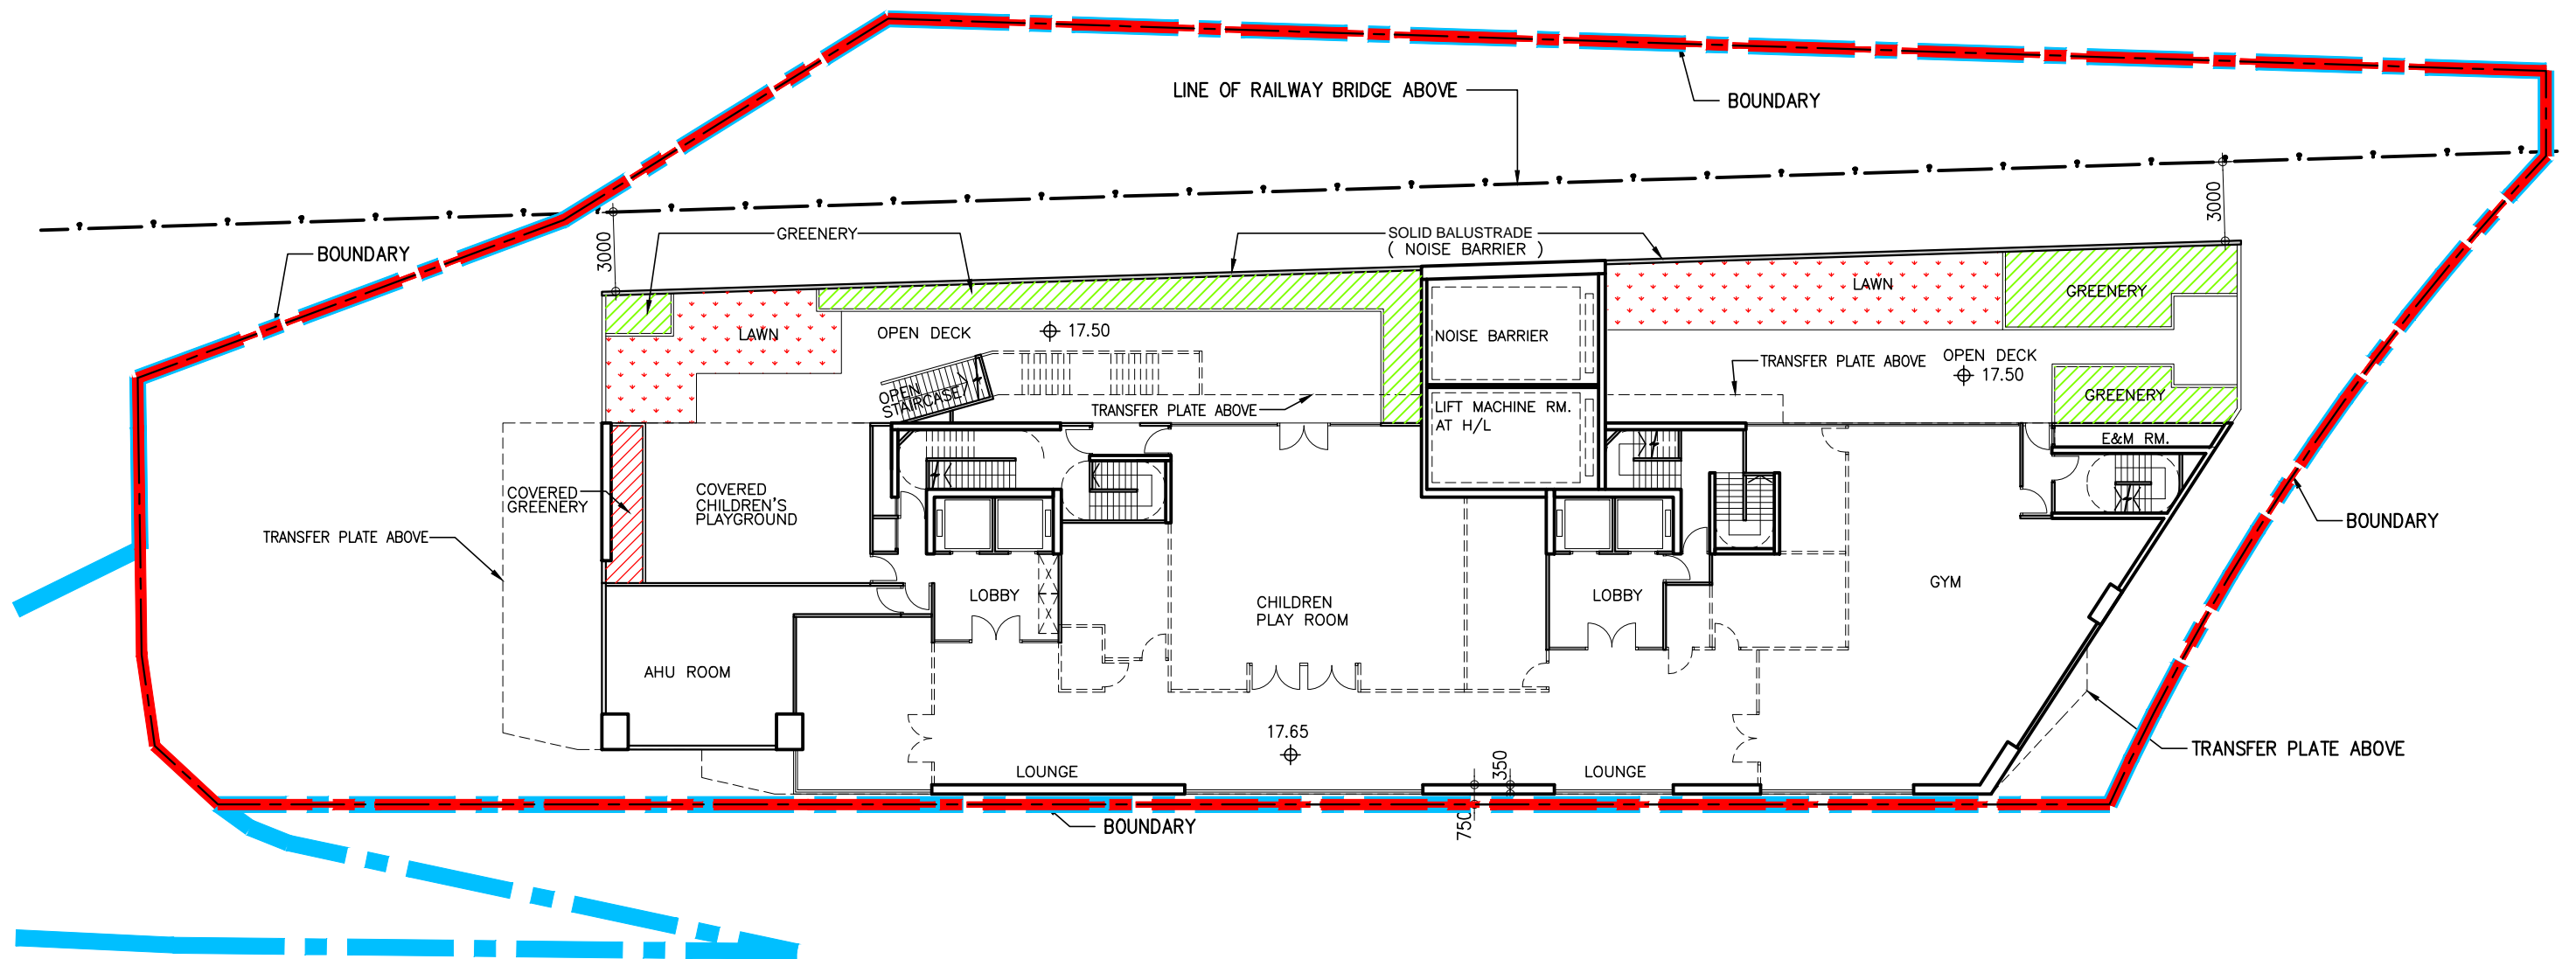 LINE OF RAILWAY BRIDGE ABOVE
BOUNDARY
BOUNDARY
3000
GREENERY
SOLID BALUSTRADE
( NOISE BARRIER )
3000
LAWN
GREENERY
LAWN
OPEN DECK
17.50
NOISE BARRIER
TRANSFER PLATE ABOVE
OPEN DECK
17.50
OPEN
STAIRCASE
TRANSFER PLATE ABOVE
LIFT MACHINE RM.
AT H/L
GREENERY
E&M RM.
COVERED
GREENERY
COVERED
CHILDREN'S
PLAYGROUND
TRANSFER PLATE ABOVE
BOUNDARY
LOBBY
CHILDREN
PLAY ROOM
LOBBY
GYM
AHU ROOM
17.65
TRANSFER PLATE ABOVE
LOUNGE
350
LOUNGE
750
BOUNDARY